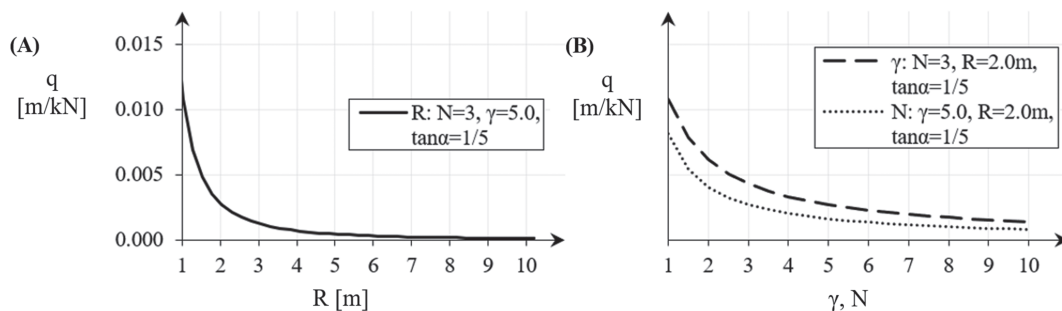 (A)
q
[m/kN]
0.015
0.010
0.005
0.000
R: N=3, γ=5.0,
tanα=1/5
1 2 3 4 5 6 7 8 9 10
R [m]
(B)
q
[m/kN]
γ: N=3, R=2.0m,
tanα=1/5
N: γ=5.0, R=2.0m,
tanα=1/5
1 2 3 4 5 6 7 8 9 10
γ, N